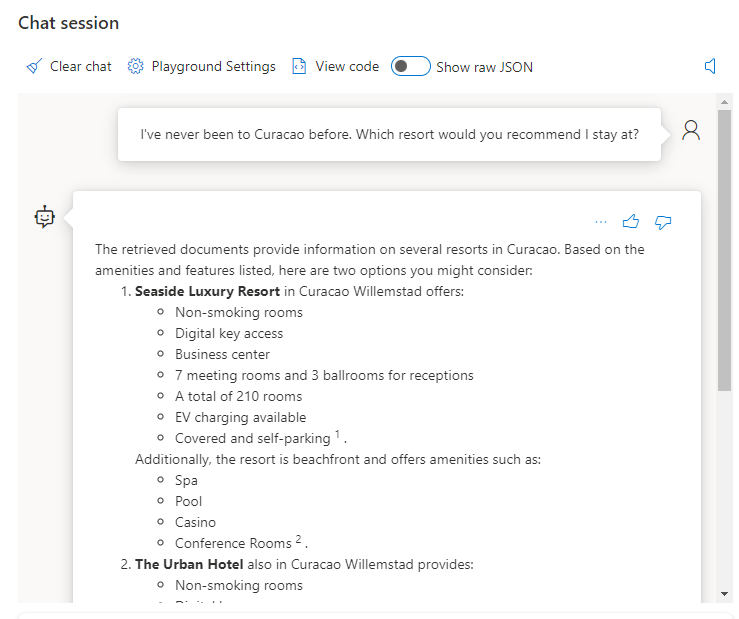 Chat session
Clear chat Playground Settings View code Show raw JSON
I've never been to Curacao before. Which resort would you recommend I stay at?
The retrieved documents provide information on several resorts in Curacao. Based on the
amenities and features listed, here are two options you might consider:
1. Seaside Luxury Resort in Curacao Willemstad offers:
Non-smoking rooms
Digital key access
Business center
7 meeting rooms and 3 ballrooms for receptions
A total of 210 rooms
EV charging available
Covered and self-parking 1 .
Additionally, the resort is beachfront and offers amenities such as:
Spa
Pool
Casino
Conference Rooms 2 .
2. The Urban Hotel also in Curacao Willemstad provides:
Non-smoking rooms